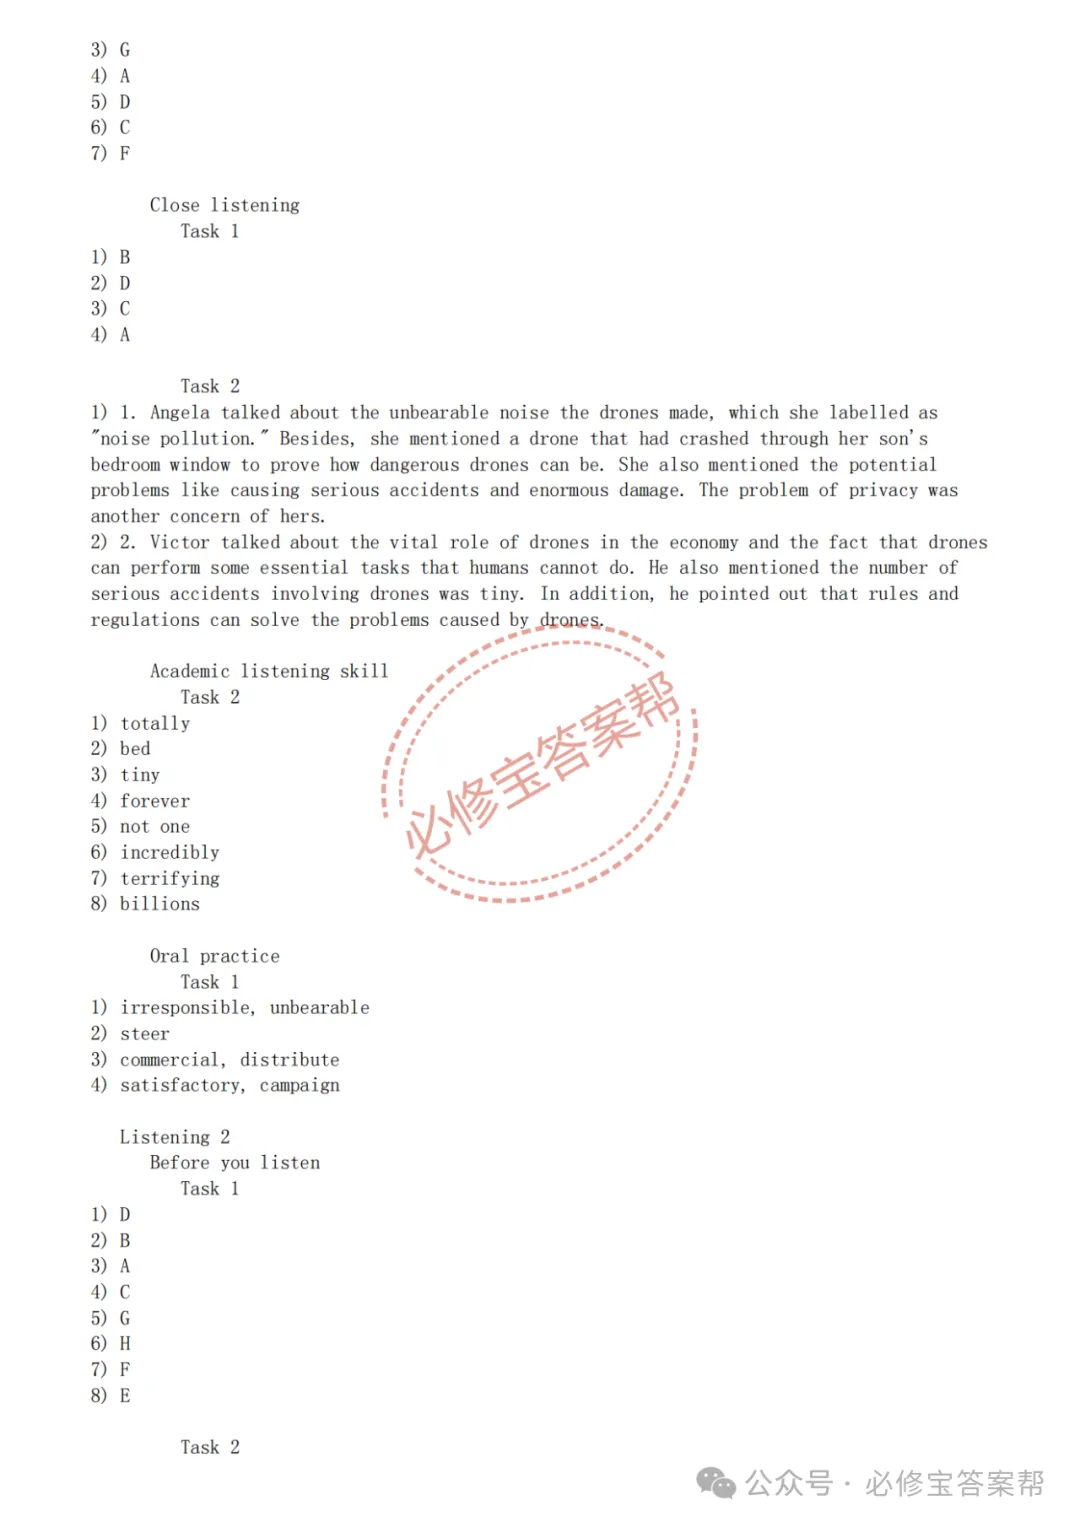 3) G
4) A
5) D
6) C
7) F
Close listening
Task 1
1) B
2) D
3) C
4) A
Task 2
1) 1. Angela talked about the unbearable noise the drones made, which she labelled as
"noise pollution." Besides, she mentioned a drone that had crashed through her son's
bedroom window to prove how dangerous drones can be. She also mentioned the potential
problems like causing serious accidents and enormous damage. The problem of privacy was
another concern of hers.
2) 2. Victor talked about the vital role of drones in the economy and the fact that drones
can perform some essential tasks that humans cannot do. He also mentioned the number of
serious accidents involving drones was tiny. In addition, he pointed out that rules and
regulations can solve the problems caused by drones.
Academic listening skill
Task 2
1) totally
2) bed
3) tiny
4) forever
5) not one
6) incredibly
7) terrifying
8) billions
必修宝答案帮
Oral practice
Task 1
1) irresponsible, unbearable
2) steer
3) commercial, distribute
4) satisfactory, campaign
Listening 2
Before you listen
Task 1
1) D
2) B
3) A
4) C
5) G
6) H
7) F
8) E
Task 2
公众号 · 必修宝答案帮